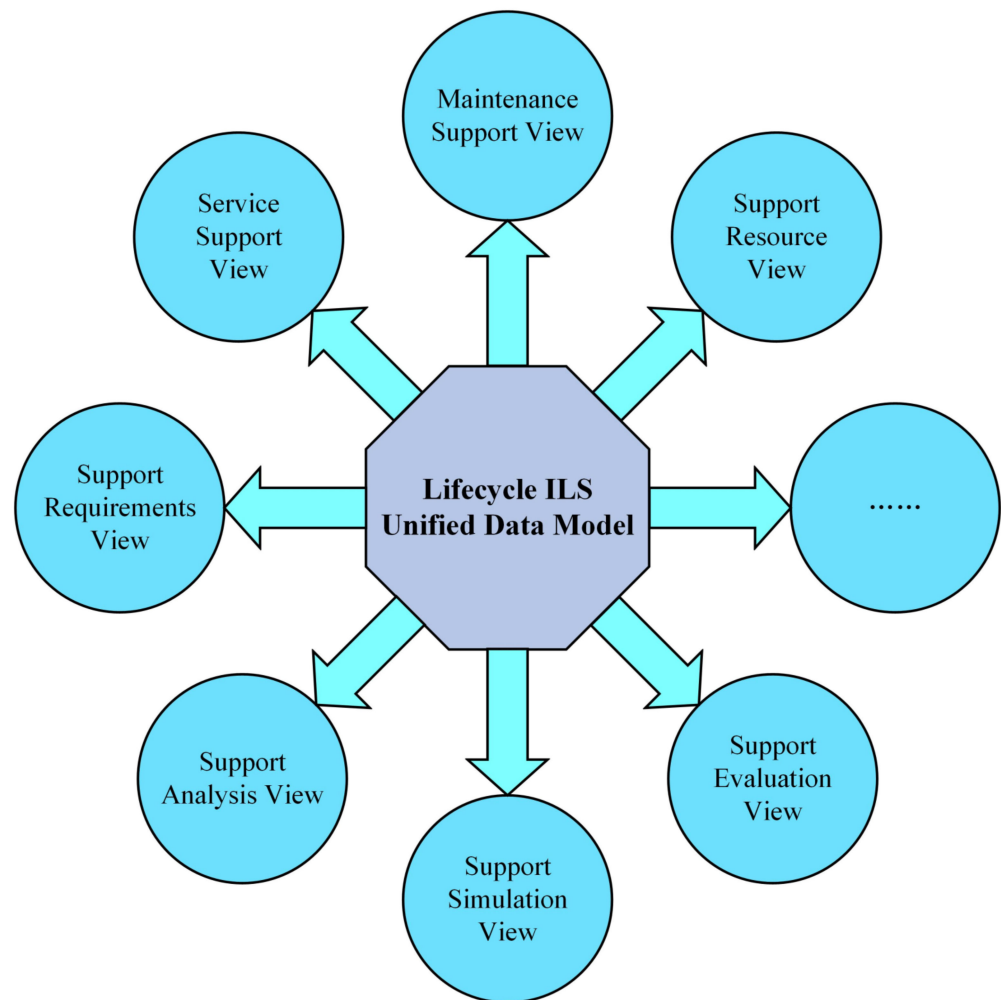 Maintenance
Support View
Service
Support
View
Support
Resource
View
Support
Requirements
View
Lifecycle ILS
Unified Data Model
……
Support
Analysis View
Support
Evaluation
View
Support
Simulation
View